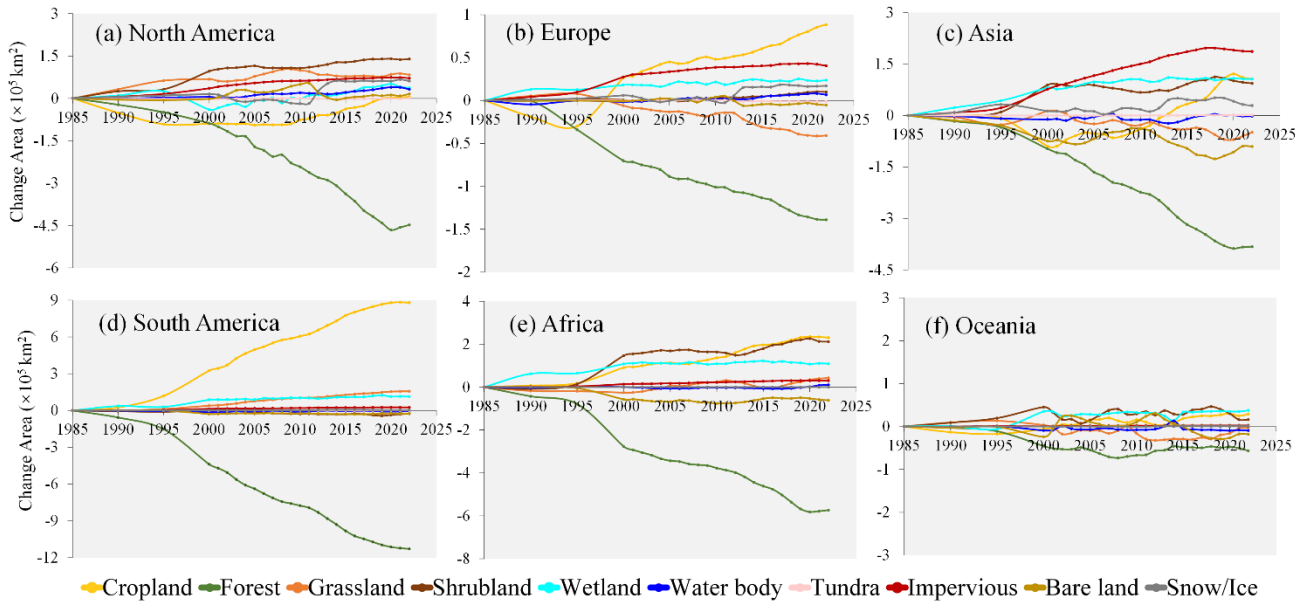 (a) North America
Change Area (×10⁵ km²)
3
1.5
0
-1.5
-3
-4.5
-6
1985 1990 1995 2000 2005 2010 2015 2020 2025
(b) Europe
1
0.5
0
-0.5
-1
-1.5
-2
1985 1990 1995 2000 2005 2010 2015 2020 2025
(c) Asia
3
1.5
0
-1.5
-3
-4.5
1985 1990 1995 2000 2005 2010 2015 2020 2025
(d) South America
Change Area (×10⁵ km²)
9
6
3
0
-3
-6
-9
-12
1985 1990 1995 2000 2005 2010 2015 2020 2025
(e) Africa
4
2
0
-2
-4
-6
-8
1985 1990 1995 2000 2005 2010 2015 2020 2025
(f) Oceania
3
2
1
0
-1
-2
-3
1985 1990 1995 2000 2005 2010 2015 2020 2025
Cropland Forest Grassland Shrubland Wetland Water body Tundra Impervious Bare land Snow/Ice